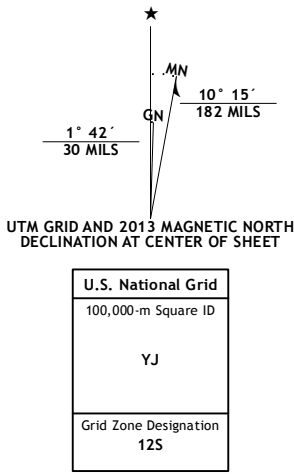 ★
MN
GN
10° 15´
182 MILS
1° 42´
30 MILS
UTM GRID AND 2013 MAGNETIC NORTH
DECLINATION AT CENTER OF SHEET
U.S. National Grid
100,000-m Square ID
YJ
Grid Zone Designation
12S